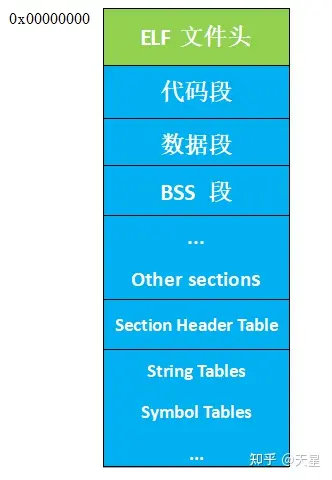 0x00000000
ELF 文件头
代码段
数据段
BSS 段
...
Other sections
Section Header Table
String Tables
Symbol Tables
...
知乎 @天星